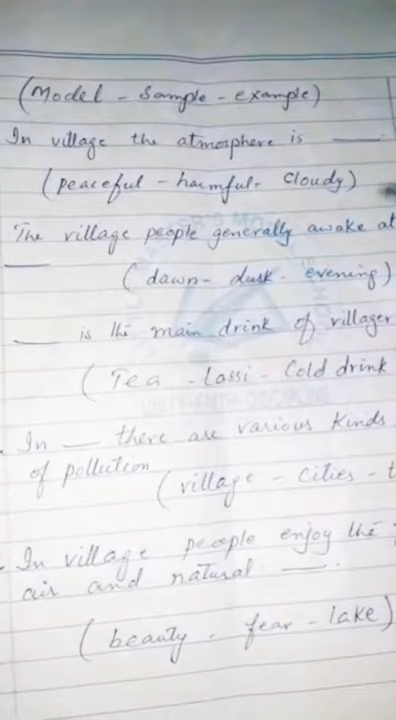 (Model - Sample - example)
In village the atmosphere is ____.
(peaceful - harmful - Cloudy)
The village people generally awake at
____
(dawn - dusk - evening)
____ is the main drink of villager
(Tea - Lassi - Cold drink
In ____ there are various kinds
of pollution
(village - cities - t
In village people enjoy the
air and natural ____.
(beauty - fear - lake)